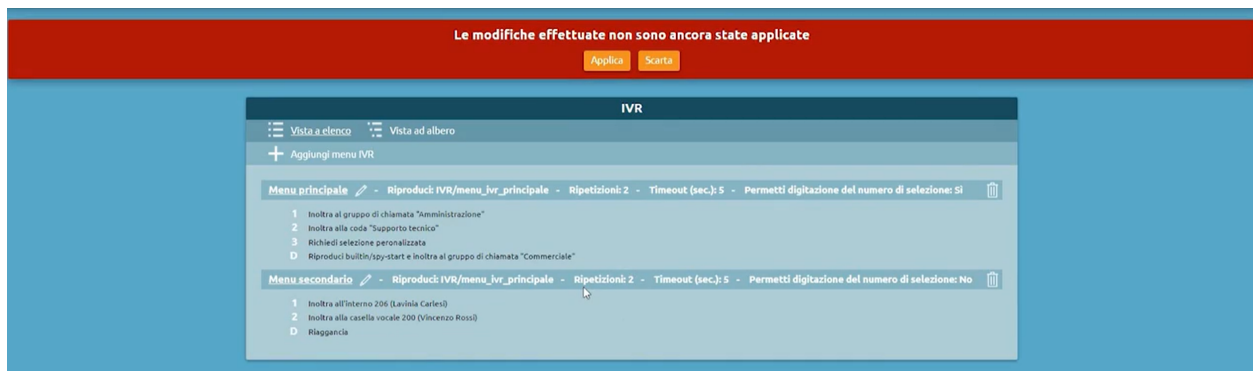 Le modifiche effettuate non sono ancora state applicate
Applica Scarta
IVR
Vista a elenco Vista ad albero
Aggiungi menu IVR
Menu principale - Riproduci: IVR/menu_ivr_principale - Ripetizioni: 2 - Timeout (sec.): 5 - Permetti digitazione del numero di selezione: Sì
1 Inoltra al gruppo di chiamata "Amministrazione"
2 Inoltra alla coda "Supporto tecnico"
3 Richiedi selezione peronalizzata
D Riproduci builtin/spy-start e inoltra al gruppo di chiamata "Commerciale"
Menu secondario - Riproduci: IVR/menu_ivr_principale - Ripetizioni: 2 - Timeout (sec.): 5 - Permetti digitazione del numero di selezione: No
1 Inoltra all'interno 206 (Lavinia Carlesi)
2 Inoltra alla casella vocale 200 (Vincenzo Rossi)
D Riaggancia